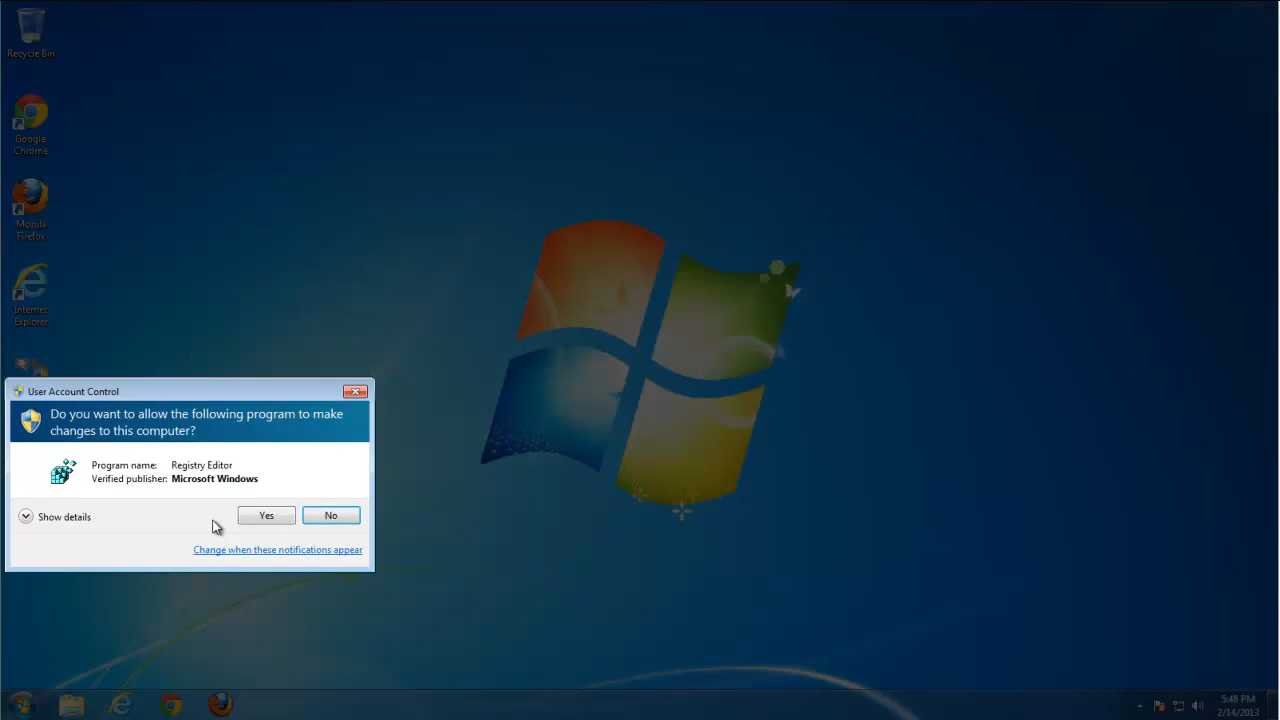 Recycle Bin
Google
Chrome
Mozilla
Firefox
Internet
Explorer
User Account Control
Do you want to allow the following program to make
changes to this computer?
Program name: Registry Editor
Verified publisher: Microsoft Windows
Show details
Yes
No
Change when these notifications appear
5:48 PM
2/14/2013